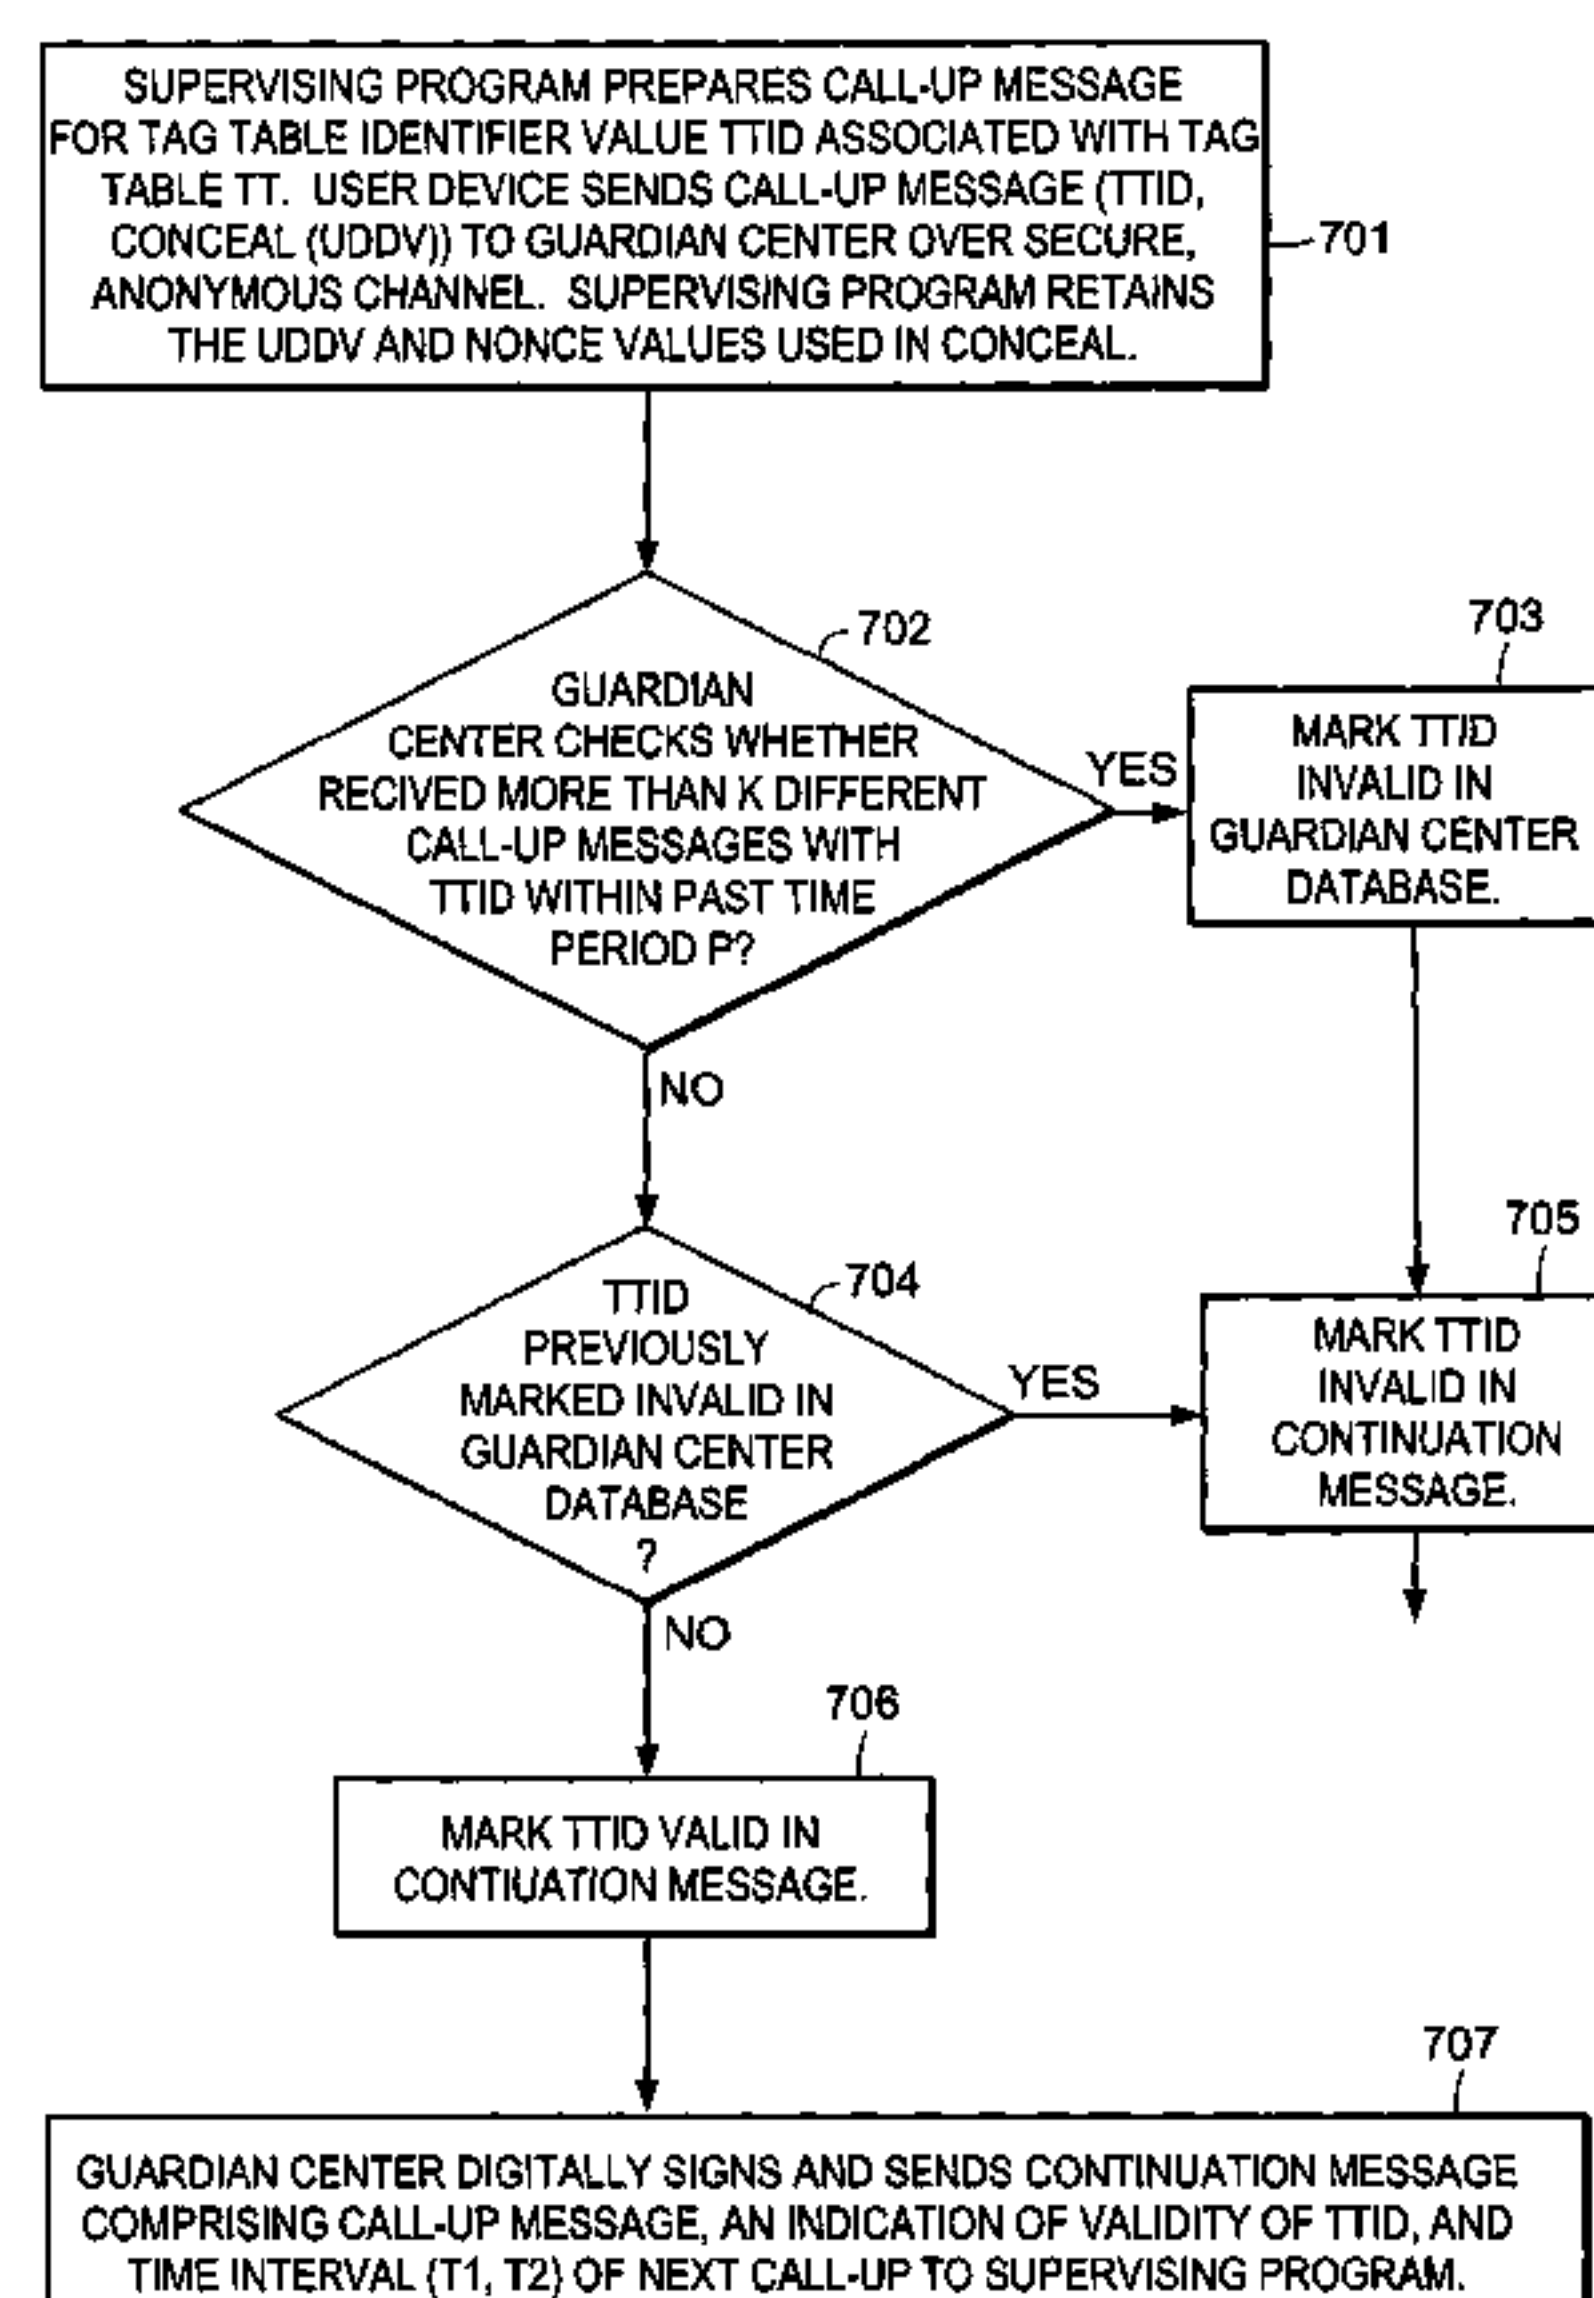 SUPERVISING PROGRAM PREPARES CALL-UP MESSAGE
FOR TAG TABLE IDENTIFIER VALUE TTID ASSOCIATED WITH TAG
TABLE TT. USER DEVICE SENDS CALL-UP MESSAGE (TTID,
CONCEAL (UDDV)) TO GUARDIAN CENTER OVER SECURE,
ANONYMOUS CHANNEL. SUPERVISING PROGRAM RETAINS
THE UDDV AND NONCE VALUES USED IN CONCEAL.
701
702
GUARDIAN
CENTER CHECKS WHETHER
RECIVED MORE THAN K DIFFERENT
CALL-UP MESSAGES WITH
TTID WITHIN PAST TIME
PERIOD P?
YES
703
MARK TTID
INVALID IN
GUARDIAN CENTER
DATABASE.
NO
704
TTID
PREVIOUSLY
MARKED INVALID IN
GUARDIAN CENTER
DATABASE
?
YES
705
MARK TTID
INVALID IN
CONTINUATION
MESSAGE.
NO
706
MARK TTID VALID IN
CONTIUATION MESSAGE.
707
GUARDIAN CENTER DIGITALLY SIGNS AND SENDS CONTINUATION MESSAGE
COMPRISING CALL-UP MESSAGE, AN INDICATION OF VALIDITY OF TTID, AND
TIME INTERVAL (T1, T2) OF NEXT CALL-UP TO SUPERVISING PROGRAM.